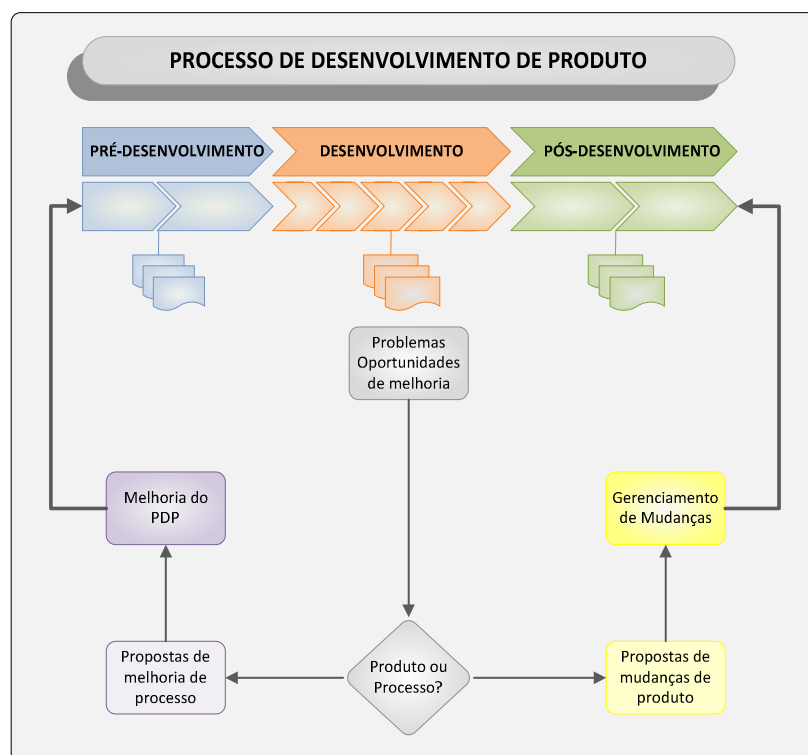 PROCESSO DE DESENVOLVIMENTO DE PRODUTO
PRÉ-DESENVOLVIMENTO
DESENVOLVIMENTO
PÓS-DESENVOLVIMENTO
Problemas
Oportunidades
de melhoria
Melhoria do
PDP
Gerenciamento
de Mudanças
Propostas de
melhoria de
processo
Produto ou
Processo?
Propostas de
mudanças de
produto